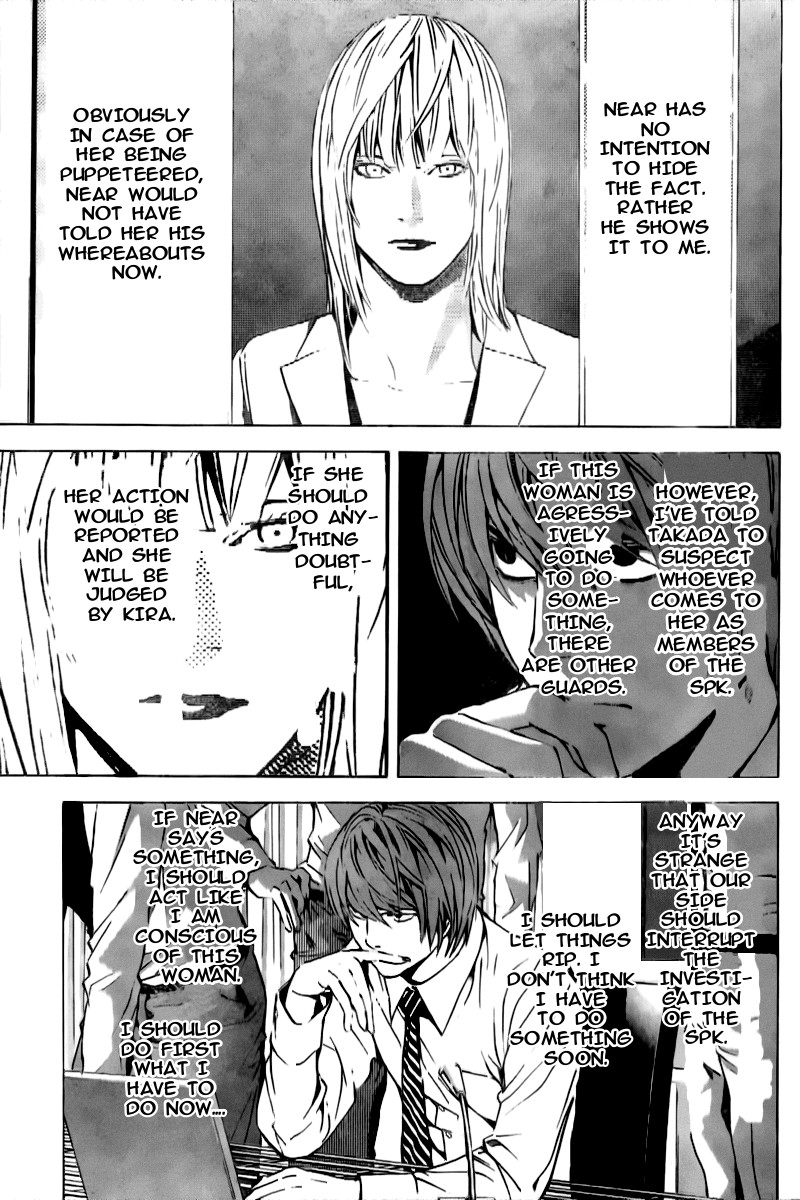 NEAR HAS
NO
INTENTION
TO HIDE
THE FACT.
RATHER
HE SHOWS
IT TO ME.
OBVIOUSLY
IN CASE OF
HER BEING
PUPPETEERED,
NEAR WOULD
NOT HAVE
TOLD HER HIS
WHEREABOUTS
NOW.
HOWEVER,
I'VE TOLD
TAKADA TO
SUSPECT
WHOEVER
COMES TO
HER AS
MEMBERS
OF THE
SPK.
IF THIS
WOMAN IS
AGRESS-
IVELY
GOING
TO DO
SOME-
THING,
THERE
ARE OTHER
GUARDS.
IF SHE
SHOULD
DO ANY-
THING
DOUBT-
FUL,
HER ACTION
WOULD BE
REPORTED
AND SHE
WILL BE
JUDGED
BY KIRA.
ANYWAY
IT'S
STRANGE
THAT OUR
SIDE
SHOULD
INTERRUPT
THE
INVESTI-
GATION
OF THE
SPK.
I SHOULD
LET THINGS
RIP. I
DON'T THINK
I HAVE
TO DO
SOMETHING
SOON.
IF NEAR
SAYS
SOMETHING,
I SHOULD
ACT LIKE
I AM
CONSCIOUS
OF THIS
WOMAN.
I SHOULD
DO FIRST
WHAT I
HAVE TO
DO NOW....